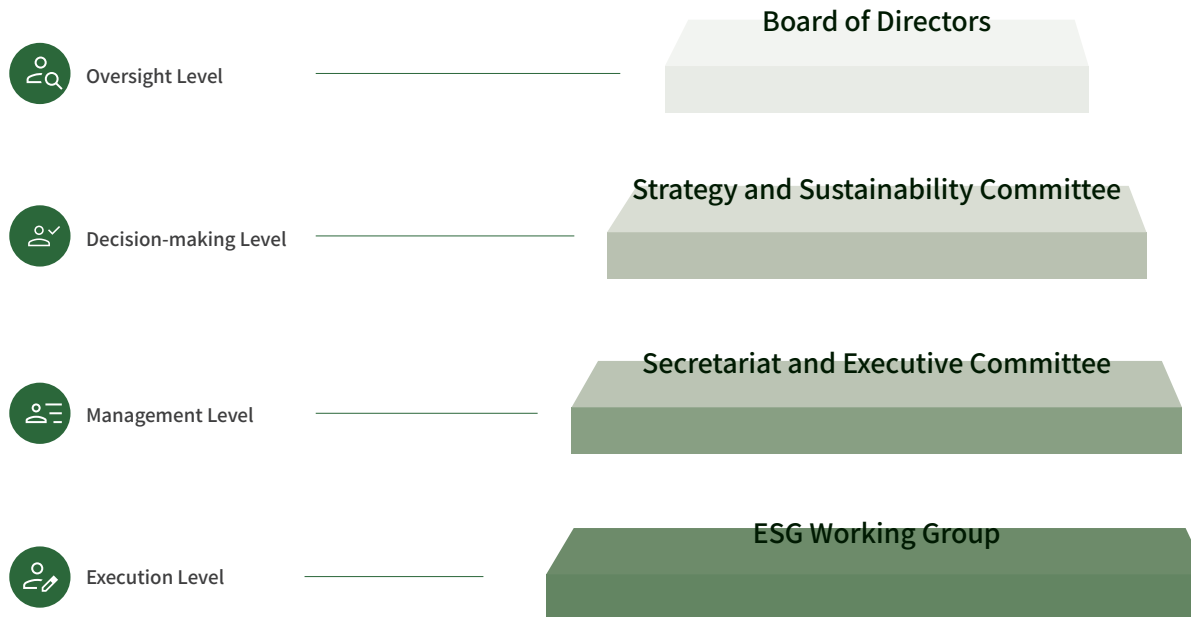 Board of Directors
Oversight Level
Strategy and Sustainability Committee
Decision-making Level
Secretariat and Executive Committee
Management Level
ESG Working Group
Execution Level